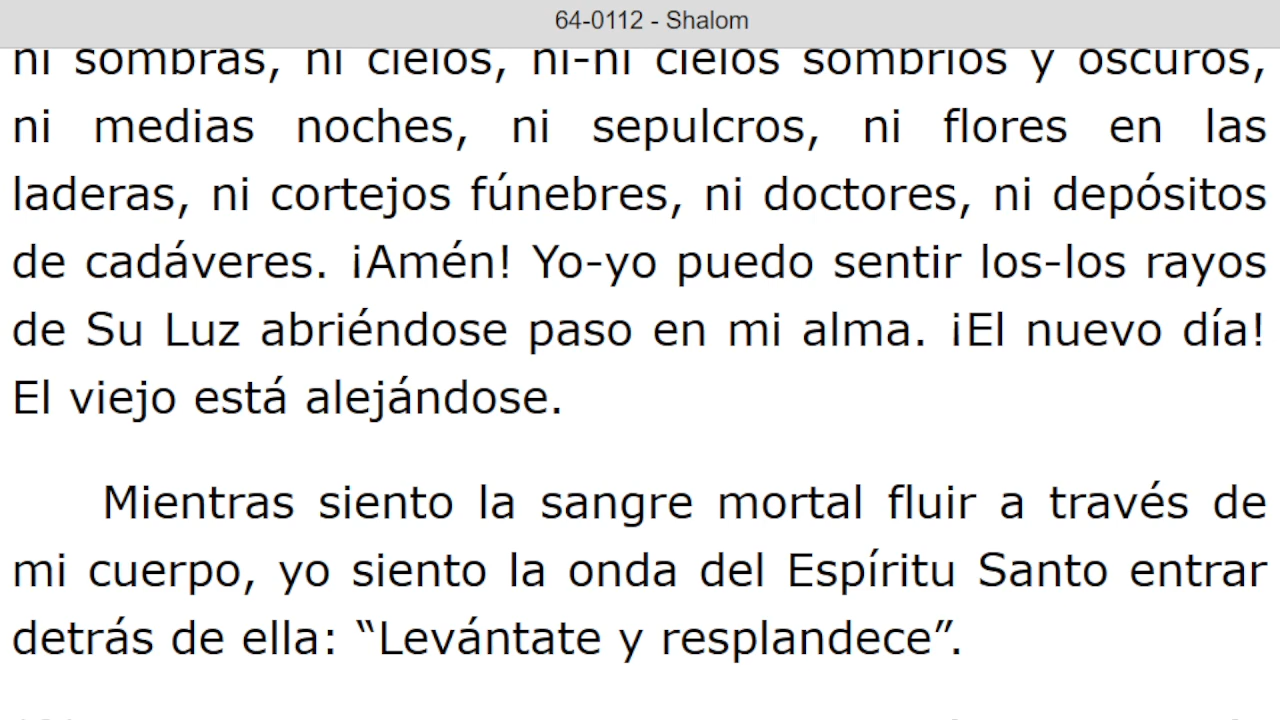 64-0112 - Shalom
ni sombras, ni cielos, ni-ni cielos sombríos y oscuros,
ni medias noches, ni sepulcros, ni flores en las
laderas, ni cortejos fúnebres, ni doctores, ni depósitos
de cadáveres. ¡Amén! Yo-yo puedo sentir los-los rayos
de Su Luz abriéndose paso en mi alma. ¡El nuevo día!
El viejo está alejándose.
Mientras siento la sangre mortal fluir a través de
mi cuerpo, yo siento la onda del Espíritu Santo entrar
detrás de ella: “Levántate y resplandece”.